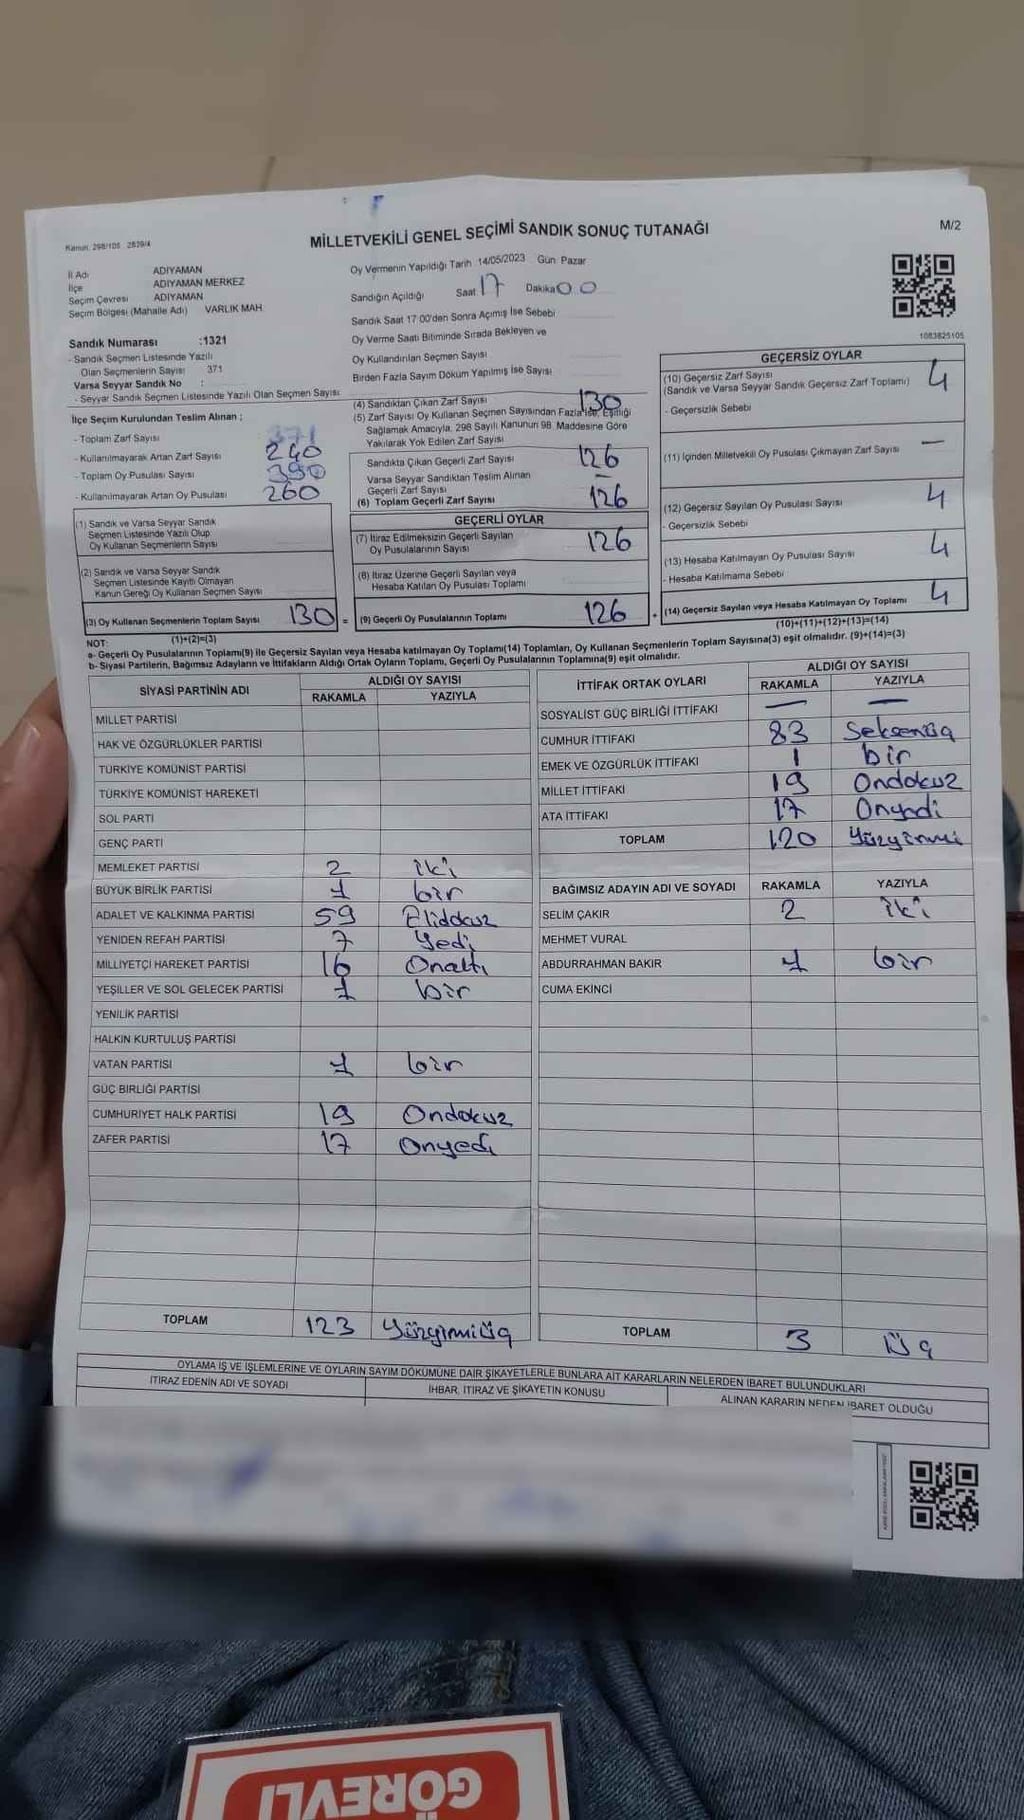 Kanun: 298/105 2839/4
MİLLETVEKİLİ GENEL SEÇİMİ SANDIK SONUÇ TUTANAĞI
M/2
İl Adı ADIYAMAN
İlçe ADIYAMAN MERKEZ
Seçim Çevresi ADIYAMAN
Seçim Bölgesi (Mahalle Adı) VARLIK MAH
Sandık Numarası :1321
- Sandık Seçmen Listesinde Yazılı
Olan Seçmenlerin Sayısı 371
Varsa Seyyar Sandık No :
- Seyyar Sandık Seçmen Listesinde Yazılı Olan Seçmen Sayısı
İlçe Seçim Kurulundan Teslim Alınan ;
- Toplam Zarf Sayısı 371
- Kullanılmayarak Artan Zarf Sayısı 240
- Toplam Oy Pusulası Sayısı 390
- Kullanılmayarak Artan Oy Pusulası 260
(1) Sandık ve Varsa Seyyar Sandık
Seçmen Listesinde Yazılı Olup
Oy Kullanan Seçmenlerin Sayısı
(2) Sandık ve Varsa Seyyar Sandık
Seçmen Listesinde Kayıtlı Olmayan
Kanun Gereği Oy Kullanan Seçmen Sayısı
(3) Oy Kullanan Seçmenlerin Toplam Sayısı 130 =
(1)+(2)=(3)
Oy Vermenin Yapıldığı Tarih 14/05/2023 Gün: Pazar
Sandığın Açıldığı Saat 17 Dakika 00
Sandık Saat 17:00'den Sonra Açımış İse Sebebi
Oy Verme Saati Bitiminde Sırada Bekleyen ve
Oy Kullandırılan Seçmen Sayısı
Birden Fazla Sayım Döküm Yapılmış İse Sayısı
(4) Sandıktan Çıkan Zarf Sayısı 130
(5) Zarf Sayısı Oy Kullanan Seçmen Sayısından Fazla İse, Eşitliği
Sağlamak Amacıyla, 298 Sayılı Kanunun 98. Maddesine Göre
Yakılarak Yok Edilen Zarf Sayısı
Sandıkta Çıkan Geçerli Zarf Sayısı 126
Varsa Seyyar Sandıktan Teslim Alınan
Geçerli Zarf Sayısı —
(6) Toplam Geçerli Zarf Sayısı 126
GEÇERLİ OYLAR
(7) İtiraz Edilmeksizin Geçerli Sayılan
Oy Pusulalarının Sayısı 126
(8) İtiraz Üzerine Geçerli Sayılan veya
Hesaba Katılan Oy Pusulası Toplamı
(9) Geçerli Oy Pusulalarının Toplamı 126 +
1083825105
GEÇERSİZ OYLAR
(10) Geçersiz Zarf Sayısı 4
(Sandık ve Varsa Seyyar Sandık Geçersiz Zarf Toplamı)
- Geçersizlik Sebebi
(11) İçinden Milletvekili Oy Pusulası Çıkmayan Zarf Sayısı —
(12) Geçersiz Sayılan Oy Pusulası Sayısı 4
- Geçersizlik Sebebi
(13) Hesaba Katılmayan Oy Pusulası Sayısı 4
- Hesaba Katılmama Sebebi
(14) Geçersiz Sayılan veya Hesaba Katılmayan Oy Toplamı 4
(10)+(11)+(12)+(13)=(14)
NOT:
a- Geçerli Oy Pusulalarının Toplamı(9) ile Geçersiz Sayılan veya Hesaba katılmayan Oy Toplamı(14) Toplamları, Oy Kullanan Seçmenlerin Toplam Sayısına(3) eşit olmalıdır. (9)+(14)=(3)
b- Siyasi Partilerin, Bağımsız Adayların ve İttifakların Aldığı Ortak Oyların Toplamı, Geçerli Oy Pusulalarının Toplamına(9) eşit olmalıdır.
SİYASİ PARTİNİN ADI ALDIĞI OY SAYISI
RAKAMLA YAZIYLA
MİLLET PARTİSİ
HAK VE ÖZGÜRLÜKLER PARTİSİ
TÜRKİYE KOMÜNİST PARTİSİ
TÜRKİYE KOMÜNİST HAREKETİ
SOL PARTİ
GENÇ PARTİ
MEMLEKET PARTİSİ 2 iki
BÜYÜK BİRLİK PARTİSİ 1 bir
ADALET VE KALKINMA PARTİSİ 59 Elidokuz
YENİDEN REFAH PARTİSİ 7 Yedi
MİLLİYETÇİ HAREKET PARTİSİ 16 Onaltı
YEŞİLLER VE SOL GELECEK PARTİSİ 1 bir
YENİLİK PARTİSİ
HALKIN KURTULUŞ PARTİSİ
VATAN PARTİSİ 1 bir
GÜÇ BİRLİĞİ PARTİSİ
CUMHURİYET HALK PARTİSİ 19 Ondokuz
ZAFER PARTİSİ 17 Onyedi
TOPLAM 123 Yüzyirmiüç
İTTİFAK ORTAK OYLARI ALDIĞI OY SAYISI
RAKAMLA YAZIYLA
SOSYALİST GÜÇ BİRLİĞİ İTTİFAKI — —
CUMHUR İTTİFAKI 83 Seksenüç
EMEK VE ÖZGÜRLÜK İTTİFAKI 1 bir
MİLLET İTTİFAKI 19 Ondokuz
ATA İTTİFAKI 17 Onyedi
TOPLAM 120 Yüzyirmi
BAĞIMSIZ ADAYIN ADI VE SOYADI RAKAMLA YAZIYLA
SELİM ÇAKIR 2 iki
MEHMET VURAL
ABDURRAHMAN BAKIR 1 bir
CUMA EKİNCİ
TOPLAM 3 Üç
OYLAMA İŞ VE İŞLEMLERİNE VE OYLARIN SAYIM DÖKÜMÜNE DAİR ŞİKAYETLERLE BUNLARA AİT KARARLARIN NELERDEN İBARET BULUNDUKLARI
İTİRAZ EDENİN ADI VE SOYADI İHBAR, İTİRAZ VE ŞİKAYETİN KONUSU ALINAN KARARIN NEDEN İBARET OLDUĞU
GÖREVLİ